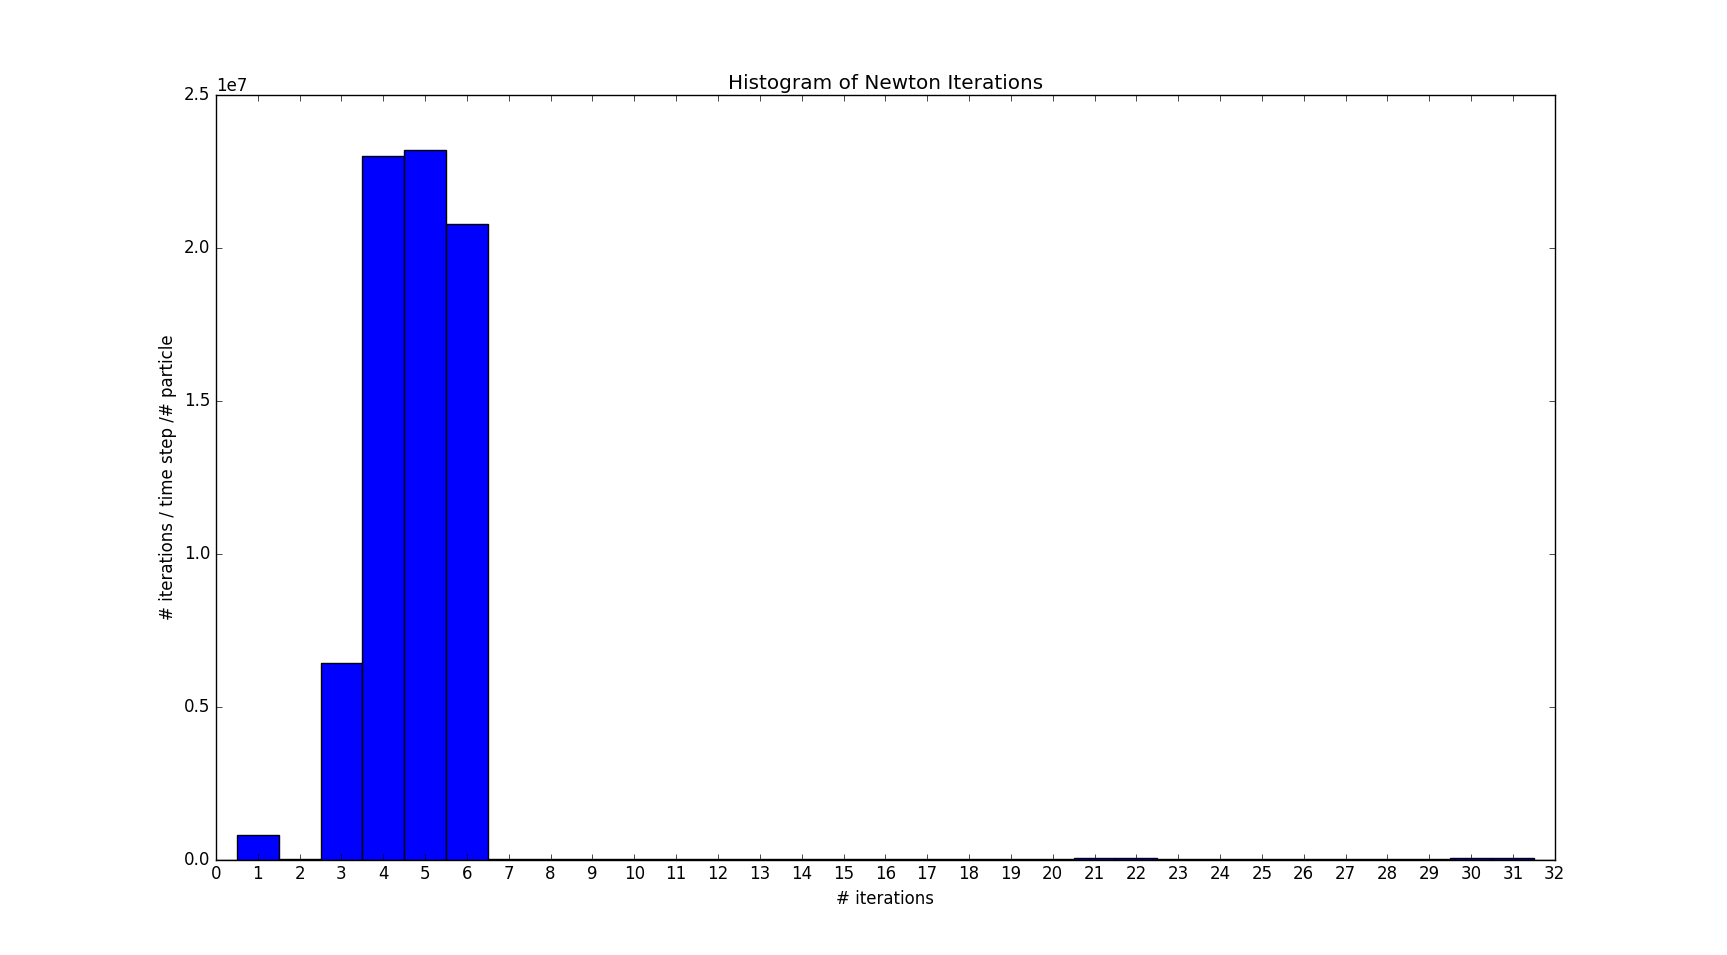 Histogram of Newton Iterations
1e7
2.5
2.0
1.5
1.0
0.5
0.0
# iterations / time step /# particle
0 1 2 3 4 5 6 7 8 9 10 11 12 13 14 15 16 17 18 19 20 21 22 23 24 25 26 27 28 29 30 31 32
# iterations